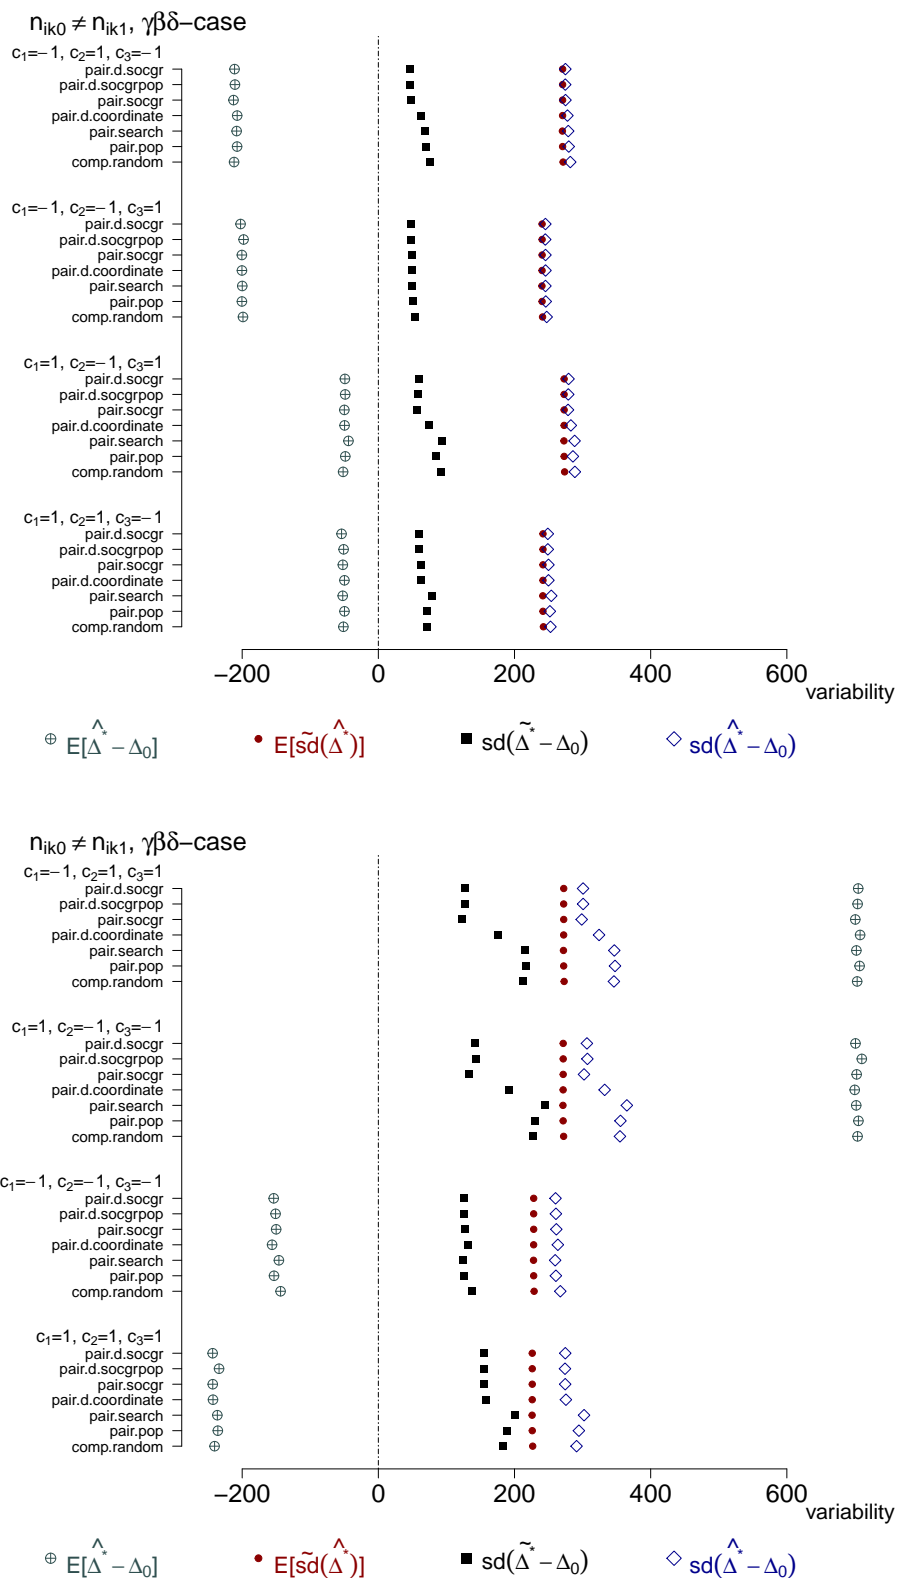 n_ik0 ≠ n_ik1, γβδ−case
c₁=−1, c₂=1, c₃=−1
pair.d.socgr
pair.d.socgrpop
pair.socgr
pair.d.coordinate
pair.search
pair.pop
comp.random
c₁=−1, c₂=−1, c₃=1
pair.d.socgr
pair.d.socgrpop
pair.socgr
pair.d.coordinate
pair.search
pair.pop
comp.random
c₁=1, c₂=−1, c₃=1
pair.d.socgr
pair.d.socgrpop
pair.socgr
pair.d.coordinate
pair.search
pair.pop
comp.random
c₁=1, c₂=1, c₃=−1
pair.d.socgr
pair.d.socgrpop
pair.socgr
pair.d.coordinate
pair.search
pair.pop
comp.random
−200 0 200 400 600
variability
E[Δ̂* − Δ₀] E[s̃d(Δ̂*)] sd(Δ̃* − Δ₀) sd(Δ̂* − Δ₀)
n_ik0 ≠ n_ik1, γβδ−case
c₁=−1, c₂=1, c₃=1
pair.d.socgr
pair.d.socgrpop
pair.socgr
pair.d.coordinate
pair.search
pair.pop
comp.random
c₁=1, c₂=−1, c₃=−1
pair.d.socgr
pair.d.socgrpop
pair.socgr
pair.d.coordinate
pair.search
pair.pop
comp.random
c₁=−1, c₂=−1, c₃=−1
pair.d.socgr
pair.d.socgrpop
pair.socgr
pair.d.coordinate
pair.search
pair.pop
comp.random
c₁=1, c₂=1, c₃=1
pair.d.socgr
pair.d.socgrpop
pair.socgr
pair.d.coordinate
pair.search
pair.pop
comp.random
−200 0 200 400 600
variability
E[Δ̂* − Δ₀] E[s̃d(Δ̂*)] sd(Δ̃* − Δ₀) sd(Δ̂* − Δ₀)